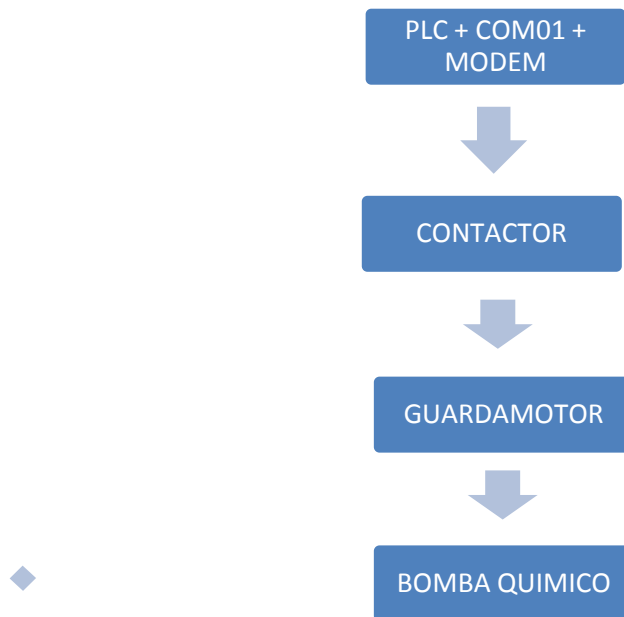 PLC + COM01 +
MODEM
CONTACTOR
GUARDAMOTOR
BOMBA QUIMICO